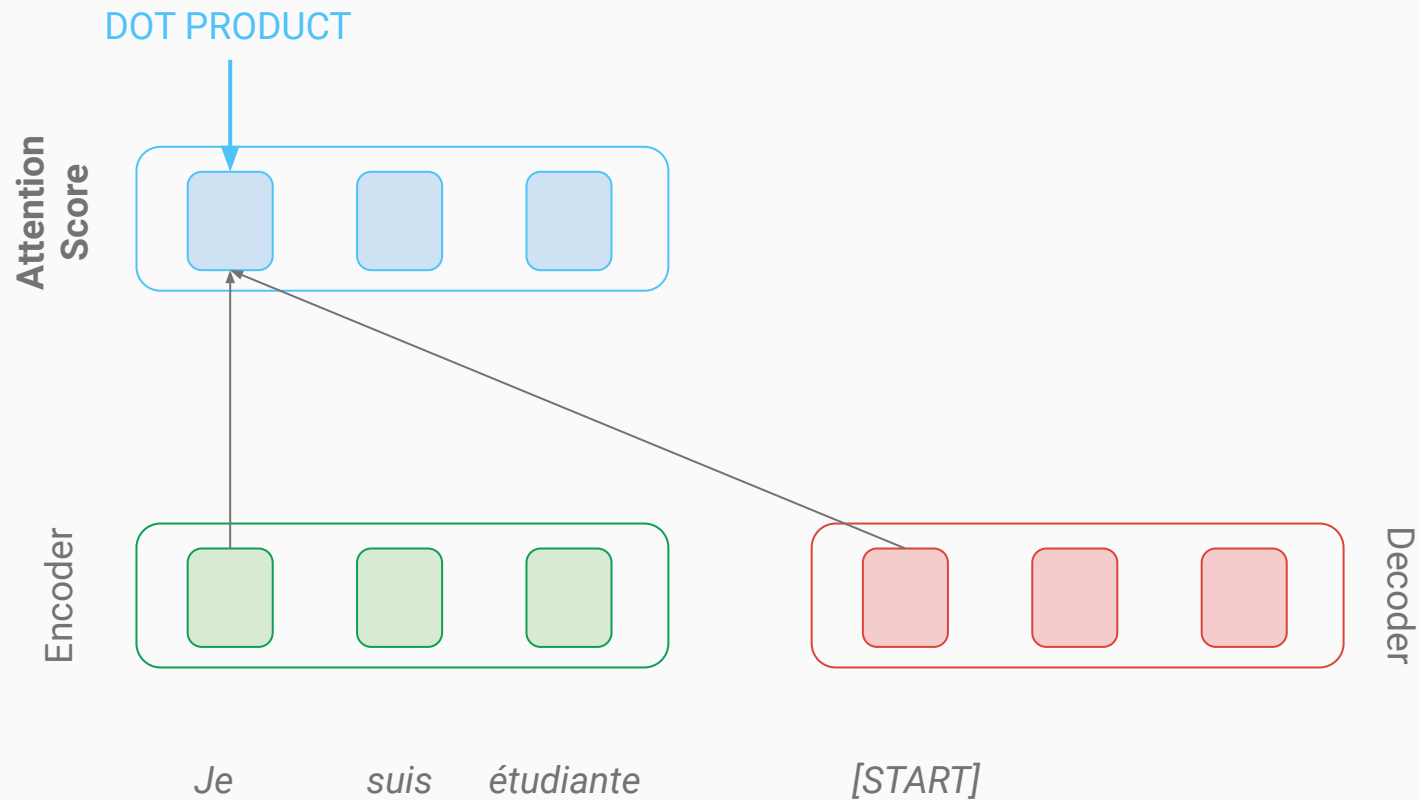 DOT PRODUCT
Attention
Score
Encoder
Decoder
Je suis étudiante [START]